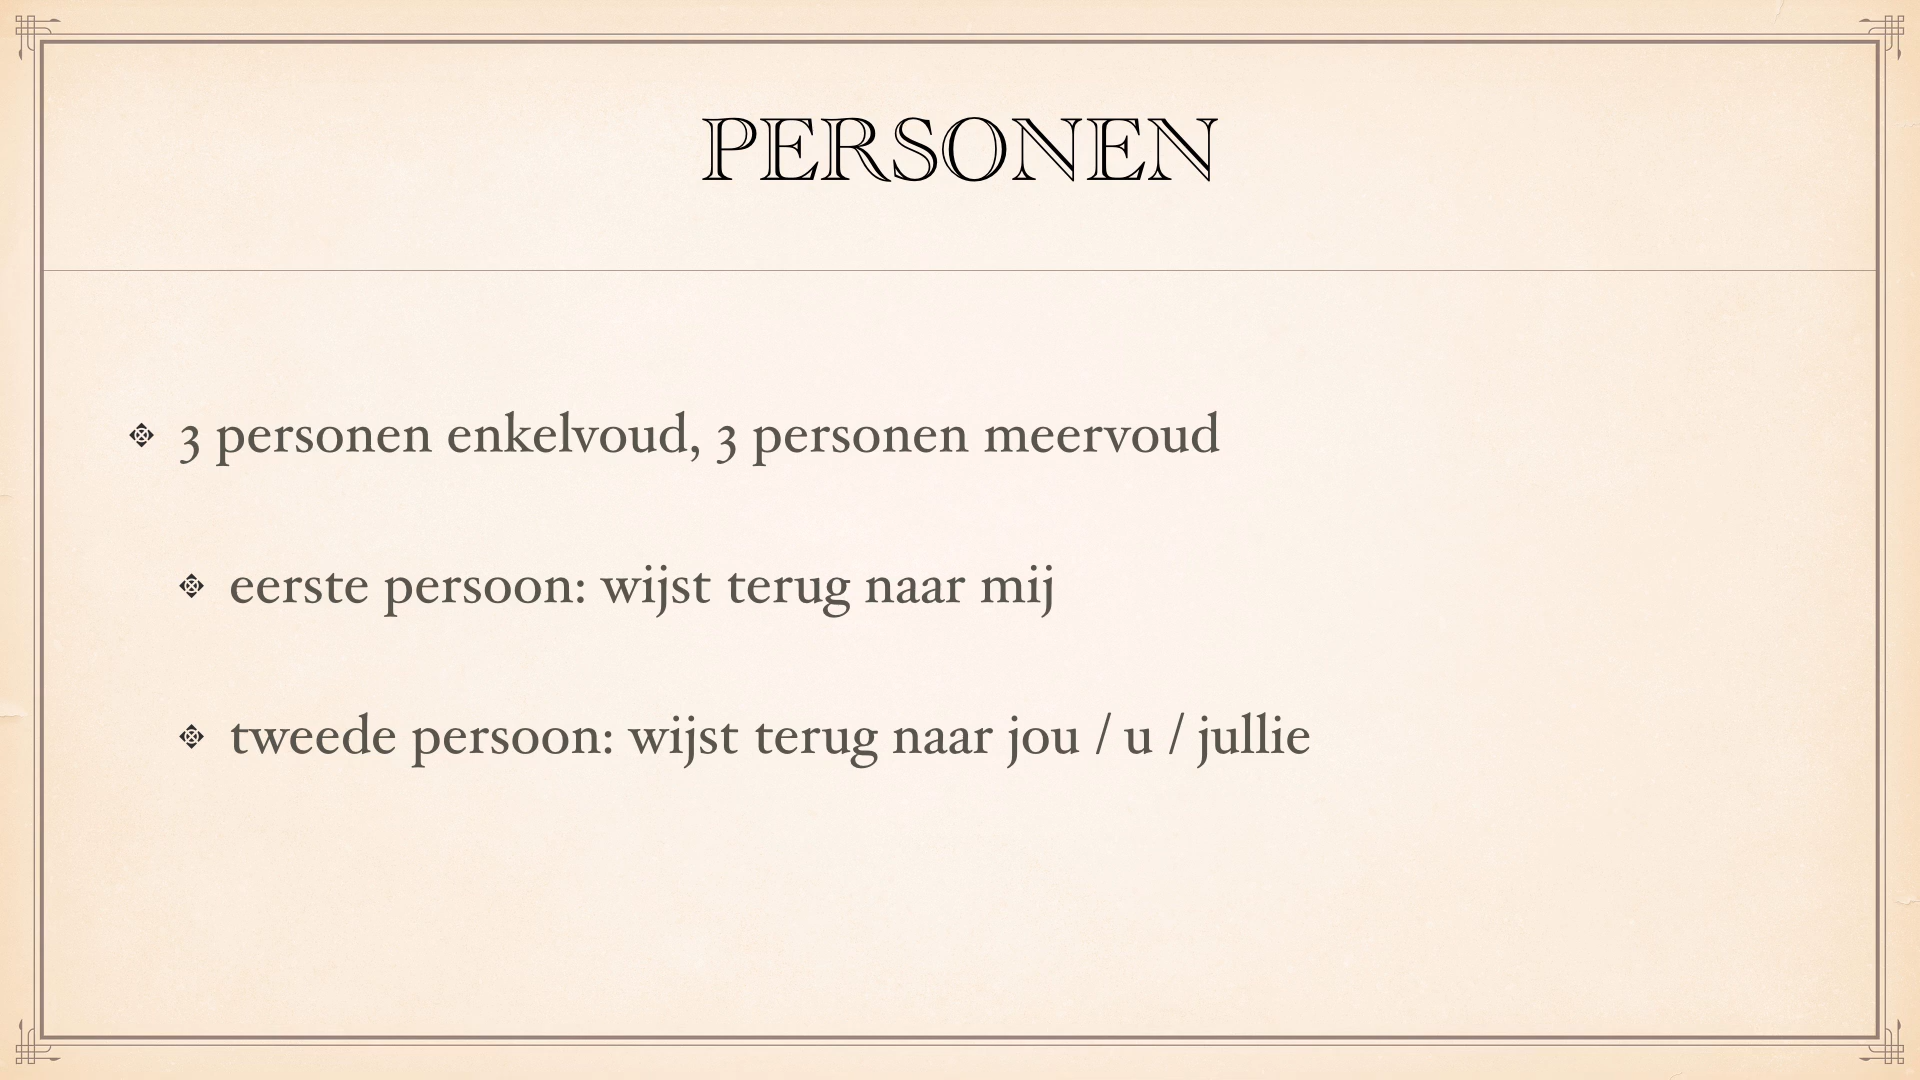 PERSONEN
3 personen enkelvoud, 3 personen meervoud
eerste persoon: wijst terug naar mij
tweede persoon: wijst terug naar jou / u / jullie